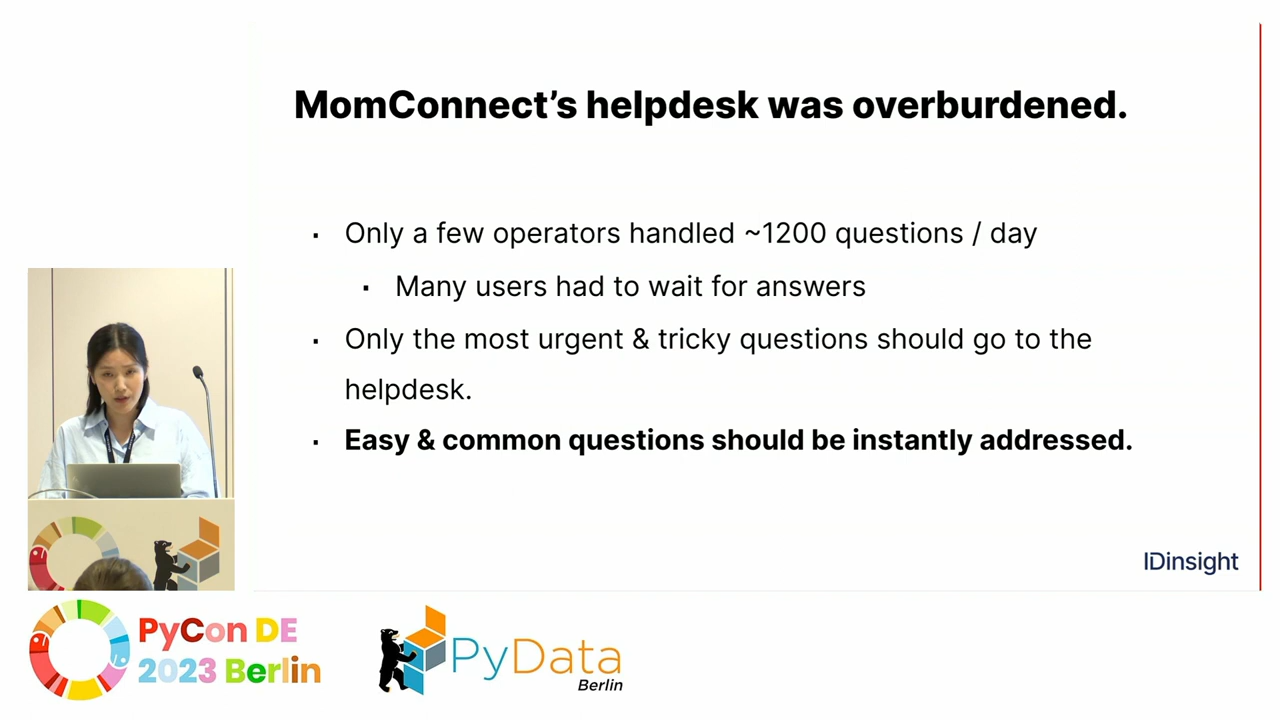 MomConnect’s helpdesk was overburdened.
▪ Only a few operators handled ~1200 questions / day
▪ Many users had to wait for answers
▪ Only the most urgent & tricky questions should go to the
helpdesk.
▪ Easy & common questions should be instantly addressed.
IDinsight
PyCon DE
2023 Berlin
PyData
Berlin